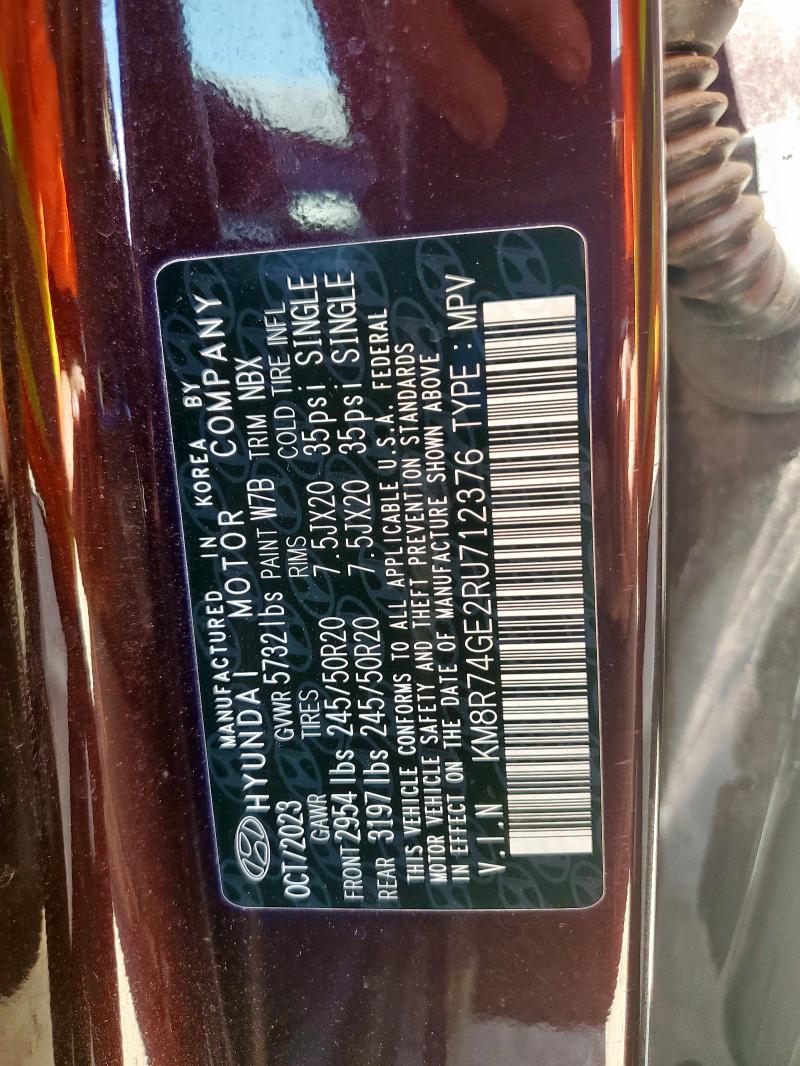 MANUFACTURED IN KOREA BY
HYUNDAI MOTOR COMPANY
OCT/2023 GVWR 5732 lbs PAINT W7B TRIM NBX
GAWR TIRES RIMS COLD TIRE INFL
FRONT 2954 lbs 245/50R20 7.5JX20 35psi SINGLE
REAR 3197 lbs 245/50R20 7.5JX20 35psi SINGLE
THIS VEHICLE CONFORMS TO ALL APPLICABLE U.S.A. FEDERAL
MOTOR VEHICLE SAFETY AND THEFT PREVENTION STANDARDS
IN EFFECT ON THE DATE OF MANUFACTURE SHOWN ABOVE
V.I.N KM8R74GE2RU712376 TYPE : MPV